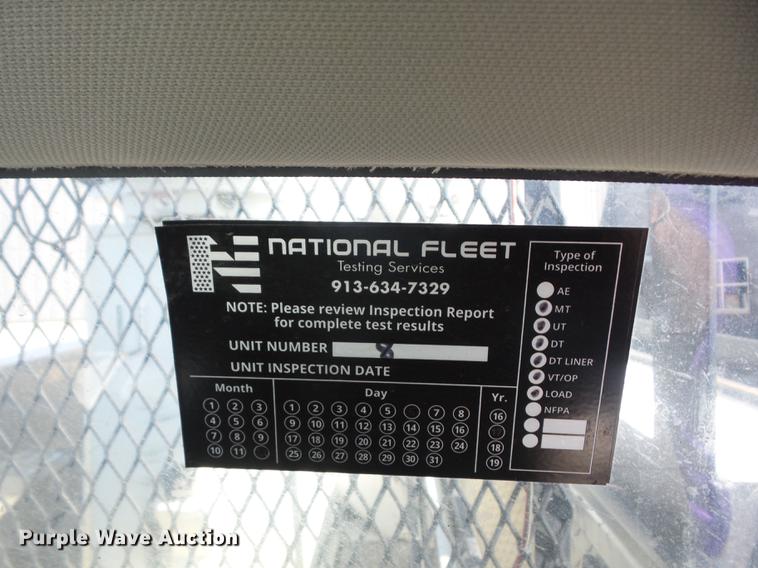 NATIONAL FLEET
Testing Services
913-634-7329
NOTE: Please review Inspection Report
for complete test results
UNIT NUMBER 8
UNIT INSPECTION DATE
Month
1 2 3
4 5 6
7 8 9
10 11
Day
1 2 3 4 5 7 8
9 10 11 12 13 14 15 16
17 18 19 20 21 22 23 24
25 26 27 28 29 30 31
Yr.
16
18
19
Type of
Inspection
AE
MT
UT
DT
DT LINER
VT/OP
LOAD
NFPA
Purple Wave Auction